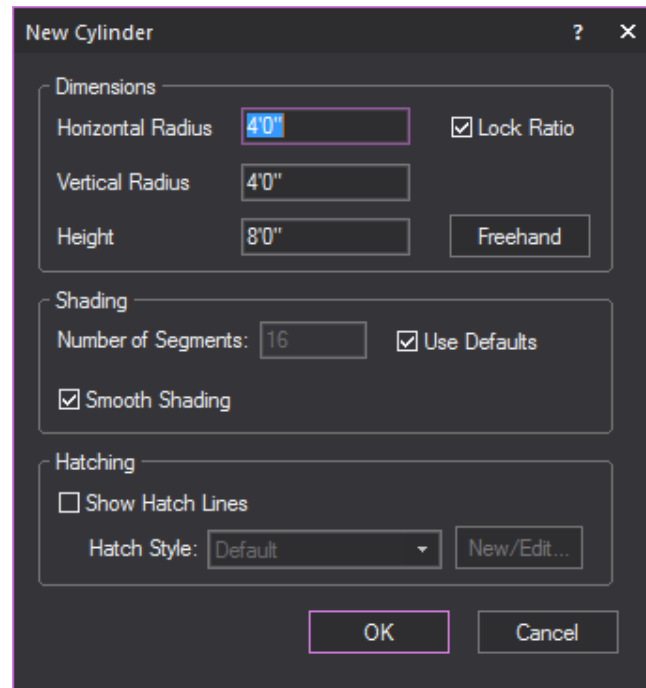 New Cylinder ? ×
Dimensions
Horizontal Radius 4'0" Lock Ratio
Vertical Radius 4'0"
Height 8'0" Freehand
Shading
Number of Segments: 16 Use Defaults
Smooth Shading
Hatching
Show Hatch Lines
Hatch Style: Default New/Edit...
OK Cancel